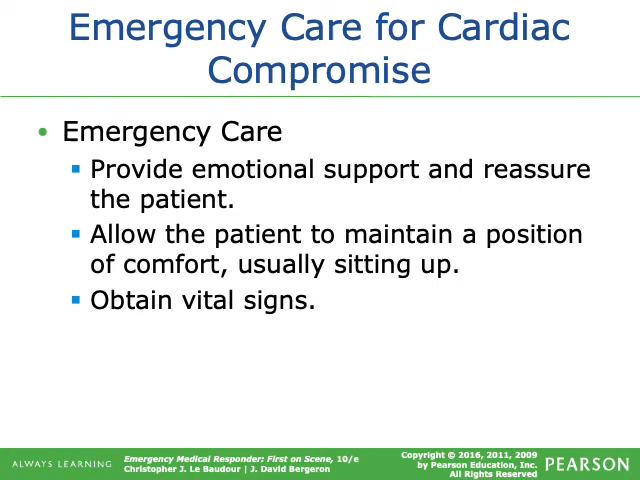 Emergency Care for Cardiac
Compromise
• Emergency Care
▪ Provide emotional support and reassure
the patient.
▪ Allow the patient to maintain a position
of comfort, usually sitting up.
▪ Obtain vital signs.
ALWAYS LEARNING
Emergency Medical Responder: First on Scene, 10/e
Christopher J. Le Baudour | J. David Bergeron
Copyright © 2016, 2011, 2009
by Pearson Education, Inc.
All Rights Reserved
PEARSON